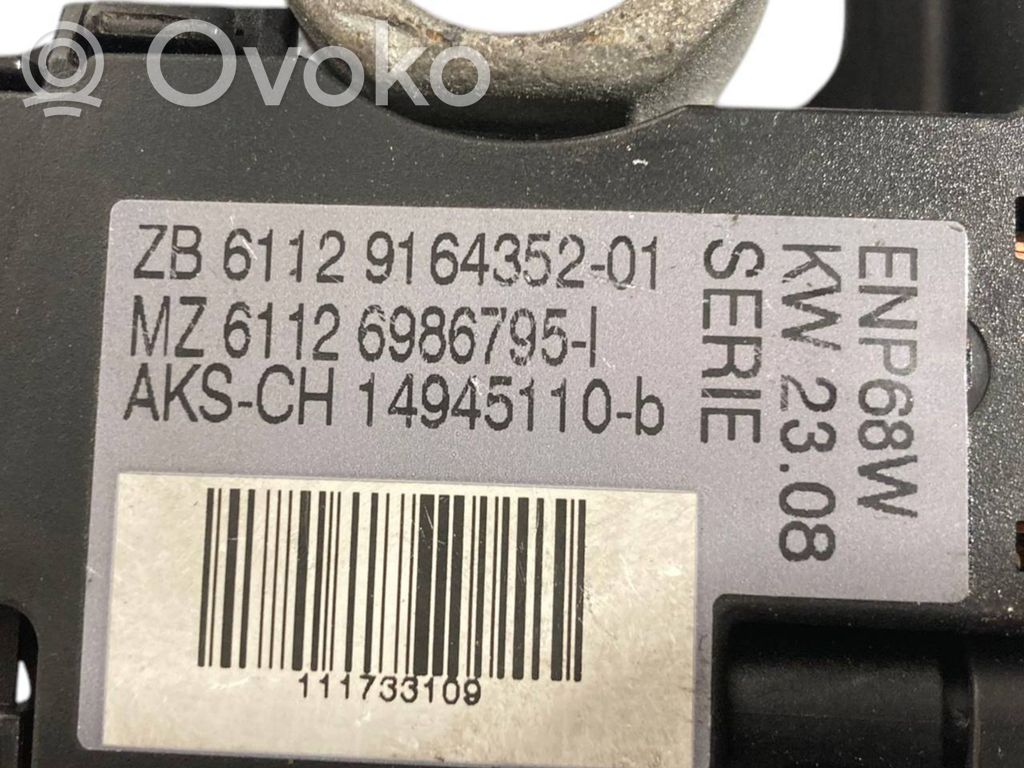 Ovoko
ZB 6112 9164352-01
MZ 6112 6986795-I
AKS-CH 14945110-b
SERIE
KW 23.08
ENP68W
111733109